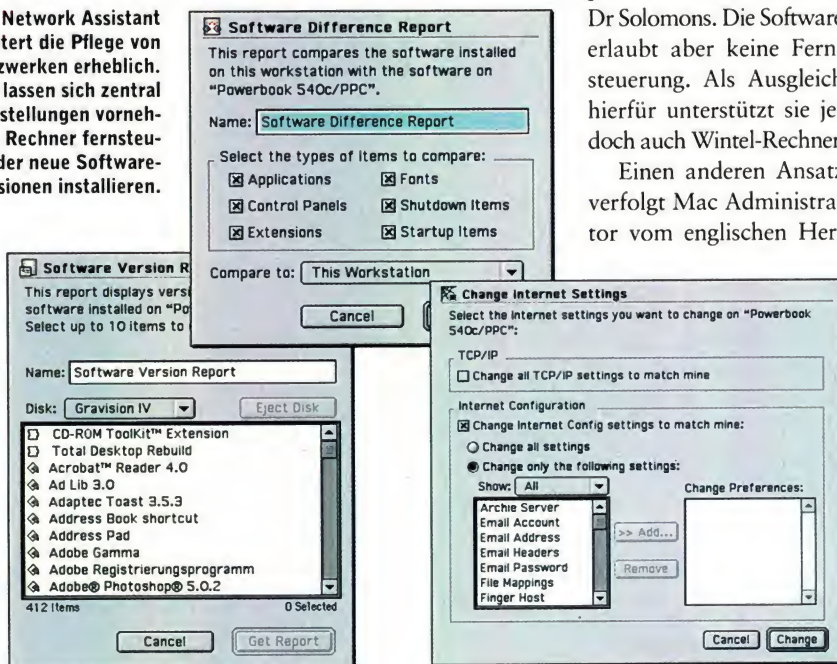 Network Assistant
tert die Pflege von
zwerken erheblich.
lassen sich zentral
stellungen vorneh-
Rechner fernsteu-
der neue Software-
sionen installieren.
Software Difference Report
This report compares the software installed
on this workstation with the software on
"Powerbook 540c/PPC".
Name: Software Difference Report
Select the types of items to compare:
Applications Fonts
Control Panels Shutdown Items
Extensions Startup Items
Compare to: This Workstation
Cancel
Dr Solomons. Die Software
erlaubt aber keine Fern
steuerung. Als Ausgleich
hierfür unterstützt sie je
doch auch Wintel-Rechner
Einen anderen Ansatz
verfolgt Mac Administra
tor vom englischen Her
Software Version R
This report displays versi
software installed on "Po
Select up to 10 items to
Name: Software Version Report
Disk: Gravision IV Eject Disk
CD-ROM ToolKit™ Extension
Total Desktop Rebuild
Acrobat™ Reader 4.0
Ad Lib 3.0
Adaptec Toast 3.5.3
Address Book shortcut
Address Pad
Adobe Gamma
Adobe Registrierungsprogramm
Adobe® Photoshop® 5.0.2
412 Items 0 Selected
Cancel Get Report
Change Internet Settings
Select the Internet settings you want to change on "Powerbook
540c/PPC":
TCP/IP
Change all TCP/IP settings to match mine
Internet Configuration
Change Internet Config settings to match mine:
Change all settings
Change only the following settings:
Show: All Change Preferences:
Archie Server
Email Account
Email Address
Email Headers
Email Password
File Mappings
Finger Host
>> Add...
Remove
Cancel Change